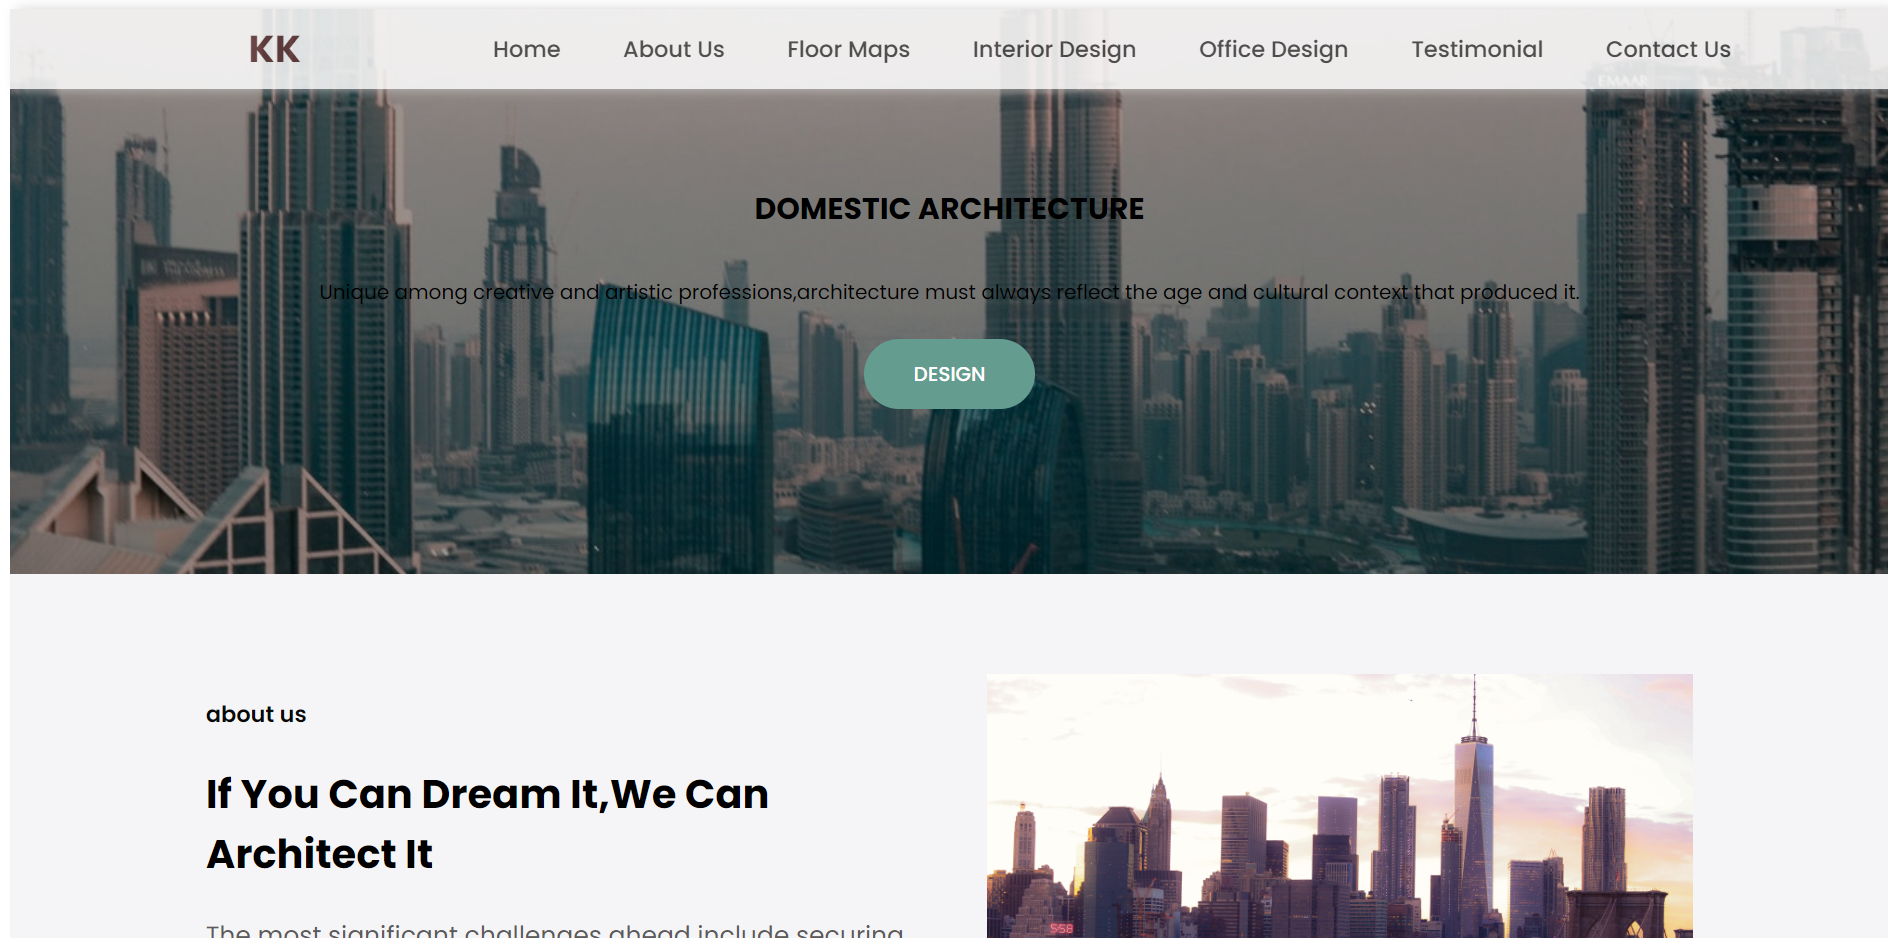 KK
Home About Us Floor Maps Interior Design Office Design Testimonial Contact Us
EMAAR
DOMESTIC ARCHITECTURE
Unique among creative and artistic professions,architecture must always reflect the age and cultural context that produced it.
DESIGN
about us
If You Can Dream It,We Can
Architect It
The most significant challenges ahead include securing
558